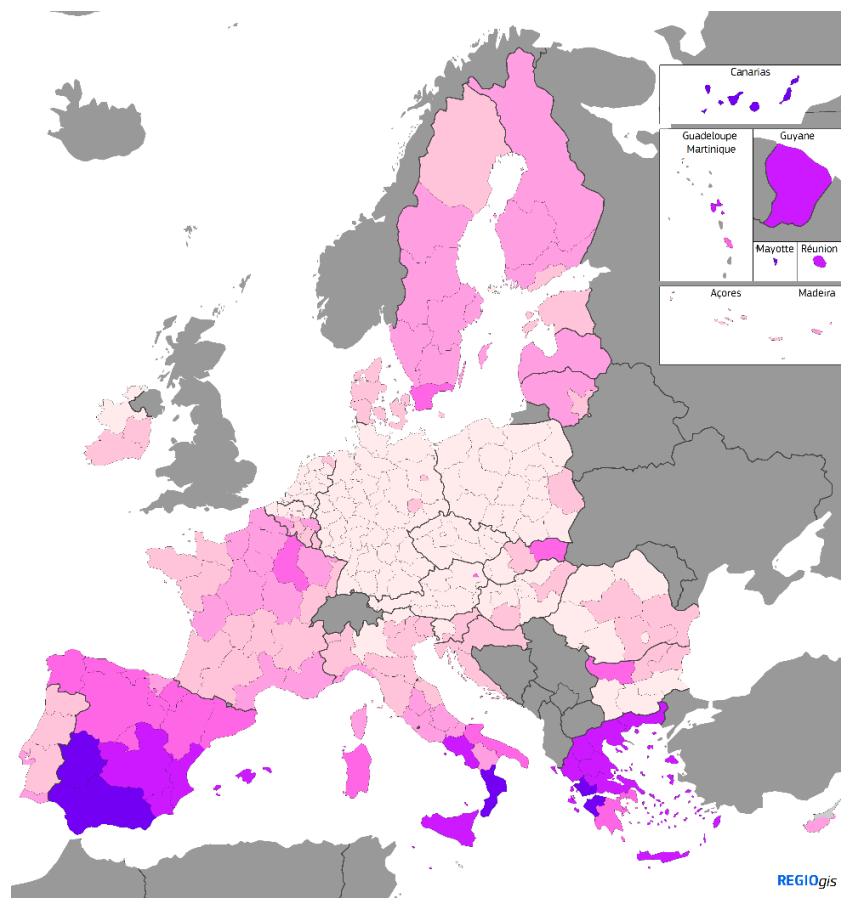 Canarias
Guadeloupe
Martinique
Guyane
Mayotte
Réunion
Açores
Madeira
REGIOgis